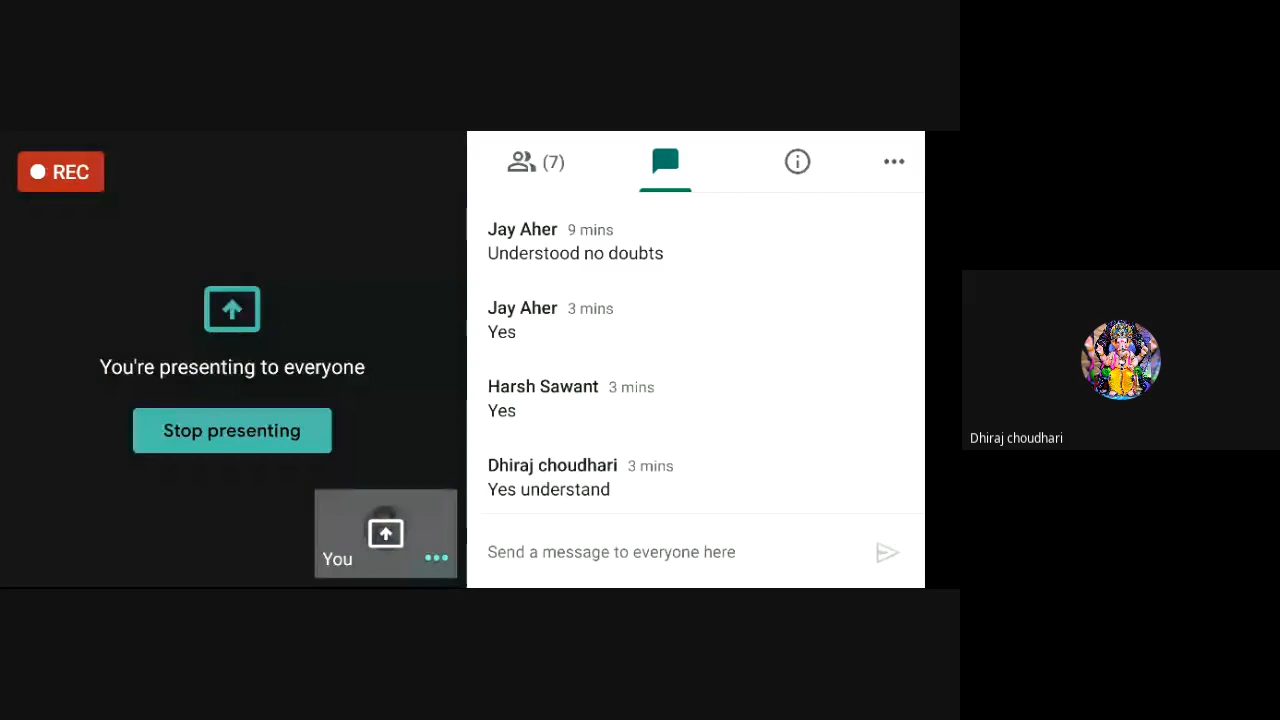 REC
You're presenting to everyone
Stop presenting
You
(7)
Jay Aher 9 mins
Understood no doubts
Jay Aher 3 mins
Yes
Harsh Sawant 3 mins
Yes
Dhiraj choudhari 3 mins
Yes understand
Send a message to everyone here
Dhiraj choudhari